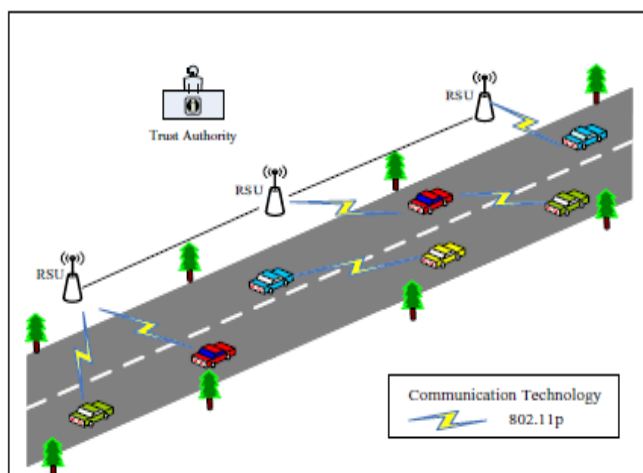 RSU
Trust Authority
RSU
RSU
Communication Technology
802.11p